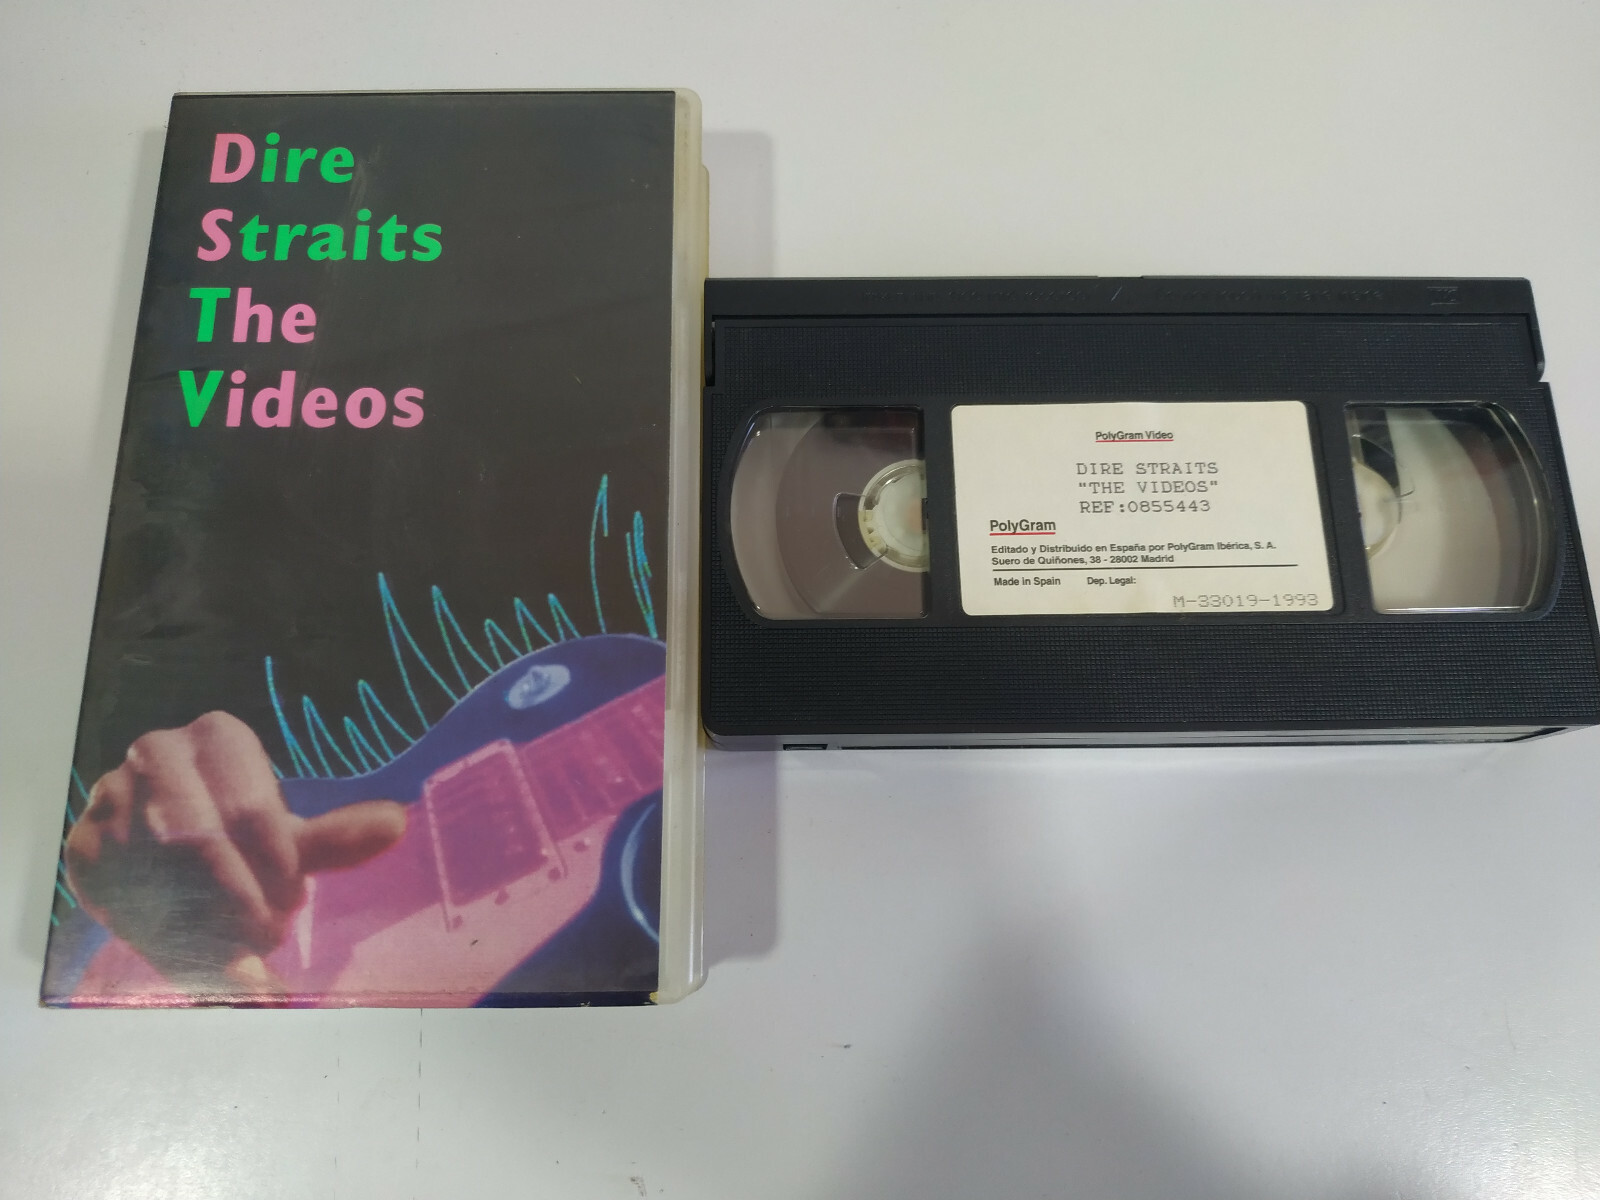 Dire
Straits
The
Videos
PolyGram Video
DIRE STRAITS
"THE VIDEOS"
REF:0855443
PolyGram
Editado y Distribuido en España por PolyGram Ibérica, S. A.
Suero de Quiñones, 38 - 28002 Madrid
Made in Spain Dep. Legal:
M-33019-1993